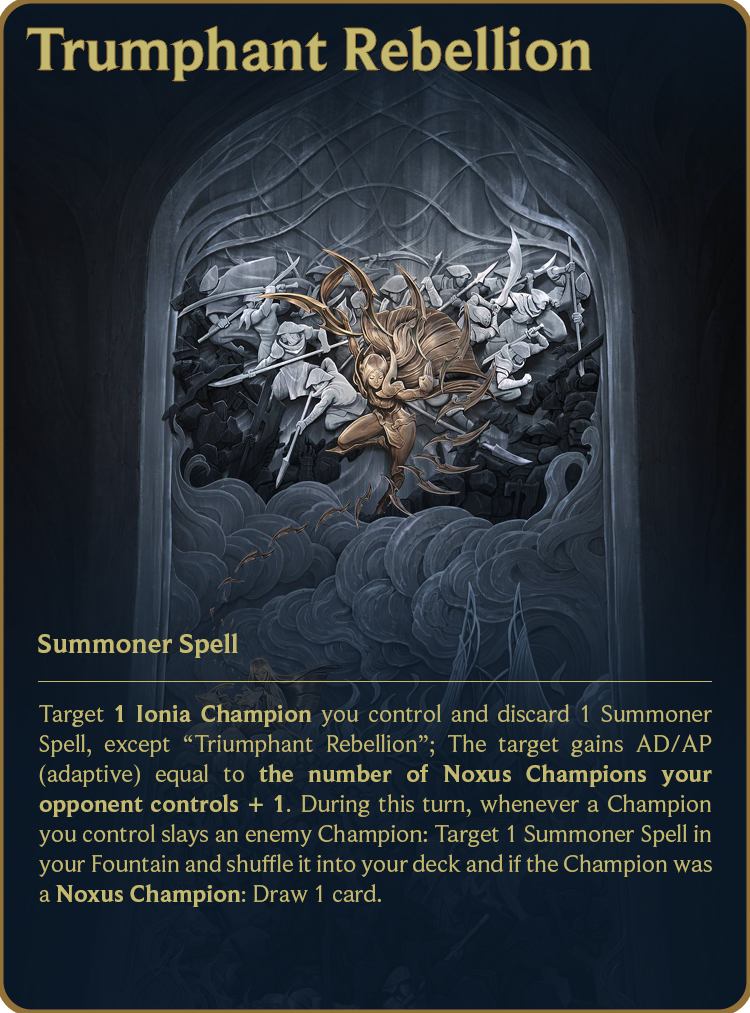 Trumphant Rebellion
Summoner Spell
Target 1 Ionia Champion you control and discard 1 Summoner
Spell, except “Triumphant Rebellion”; The target gains AD/AP
(adaptive) equal to the number of Noxus Champions your
opponent controls + 1. During this turn, whenever a Champion
you control slays an enemy Champion: Target 1 Summoner Spell in
your Fountain and shuffle it into your deck and if the Champion was
a Noxus Champion: Draw 1 card.